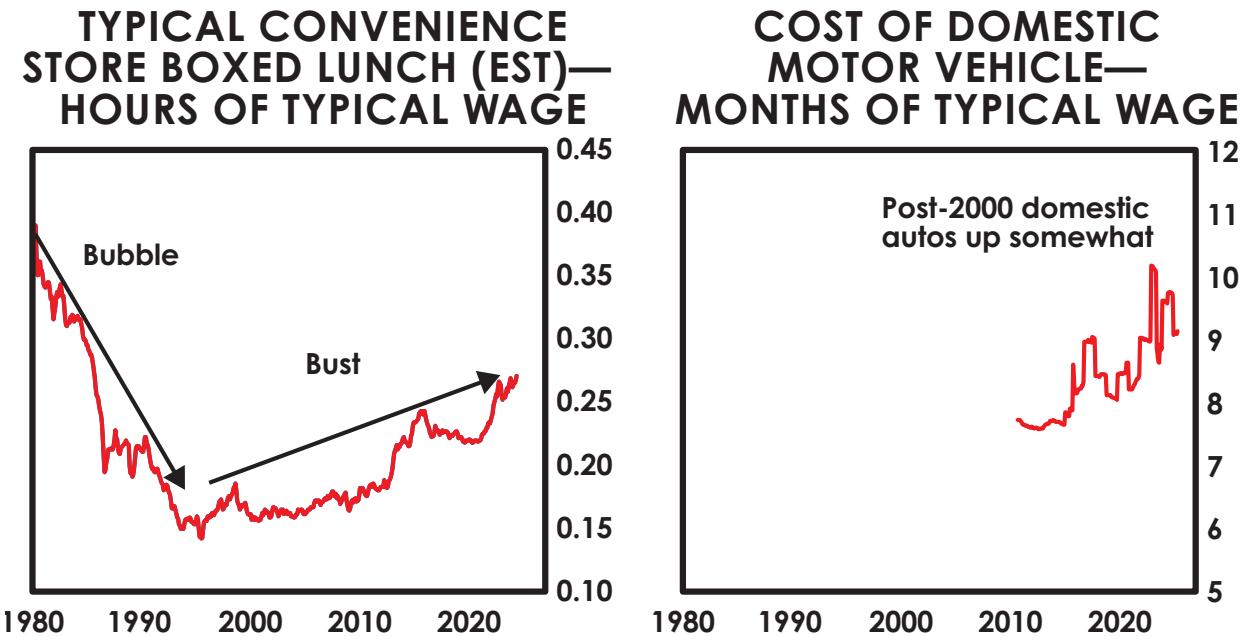 TYPICAL CONVENIENCE
STORE BOXED LUNCH (EST)—
HOURS OF TYPICAL WAGE
0.45
0.40
0.35
0.30
0.25
0.20
0.15
0.10
Bubble
Bust
1980 1990 2000 2010 2020
COST OF DOMESTIC
MOTOR VEHICLE—
MONTHS OF TYPICAL WAGE
12
11
10
9
8
7
6
5
Post-2000 domestic
autos up somewhat
1980 1990 2000 2010 2020